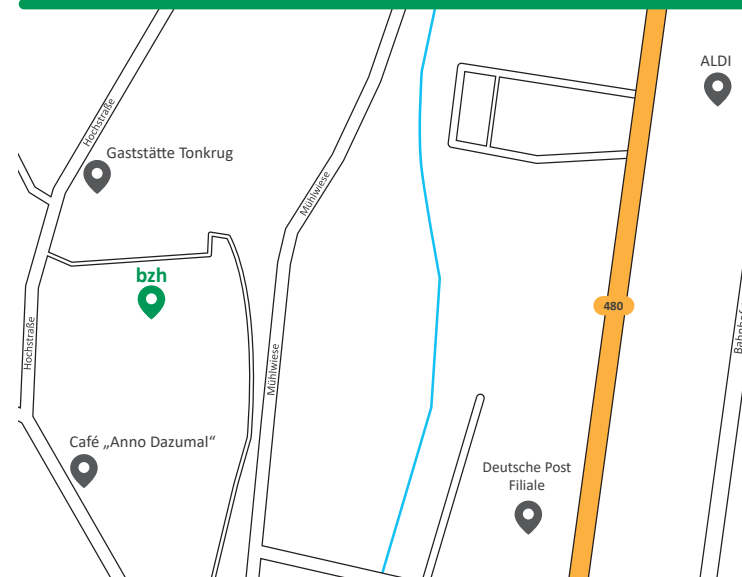 ALDI
Hochstraße
Gaststätte Tonkrug
Mühlwiese
bzh
480
Hochstraße
Mühlwiese
Café „Anno Dazumal“
Deutsche Post
Filiale